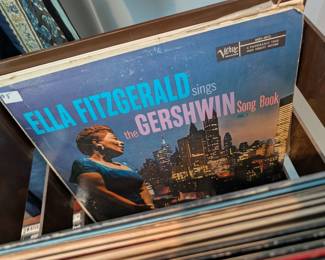 Verve
ELLA FITZGERALD sings
the GERSHWIN Song Book